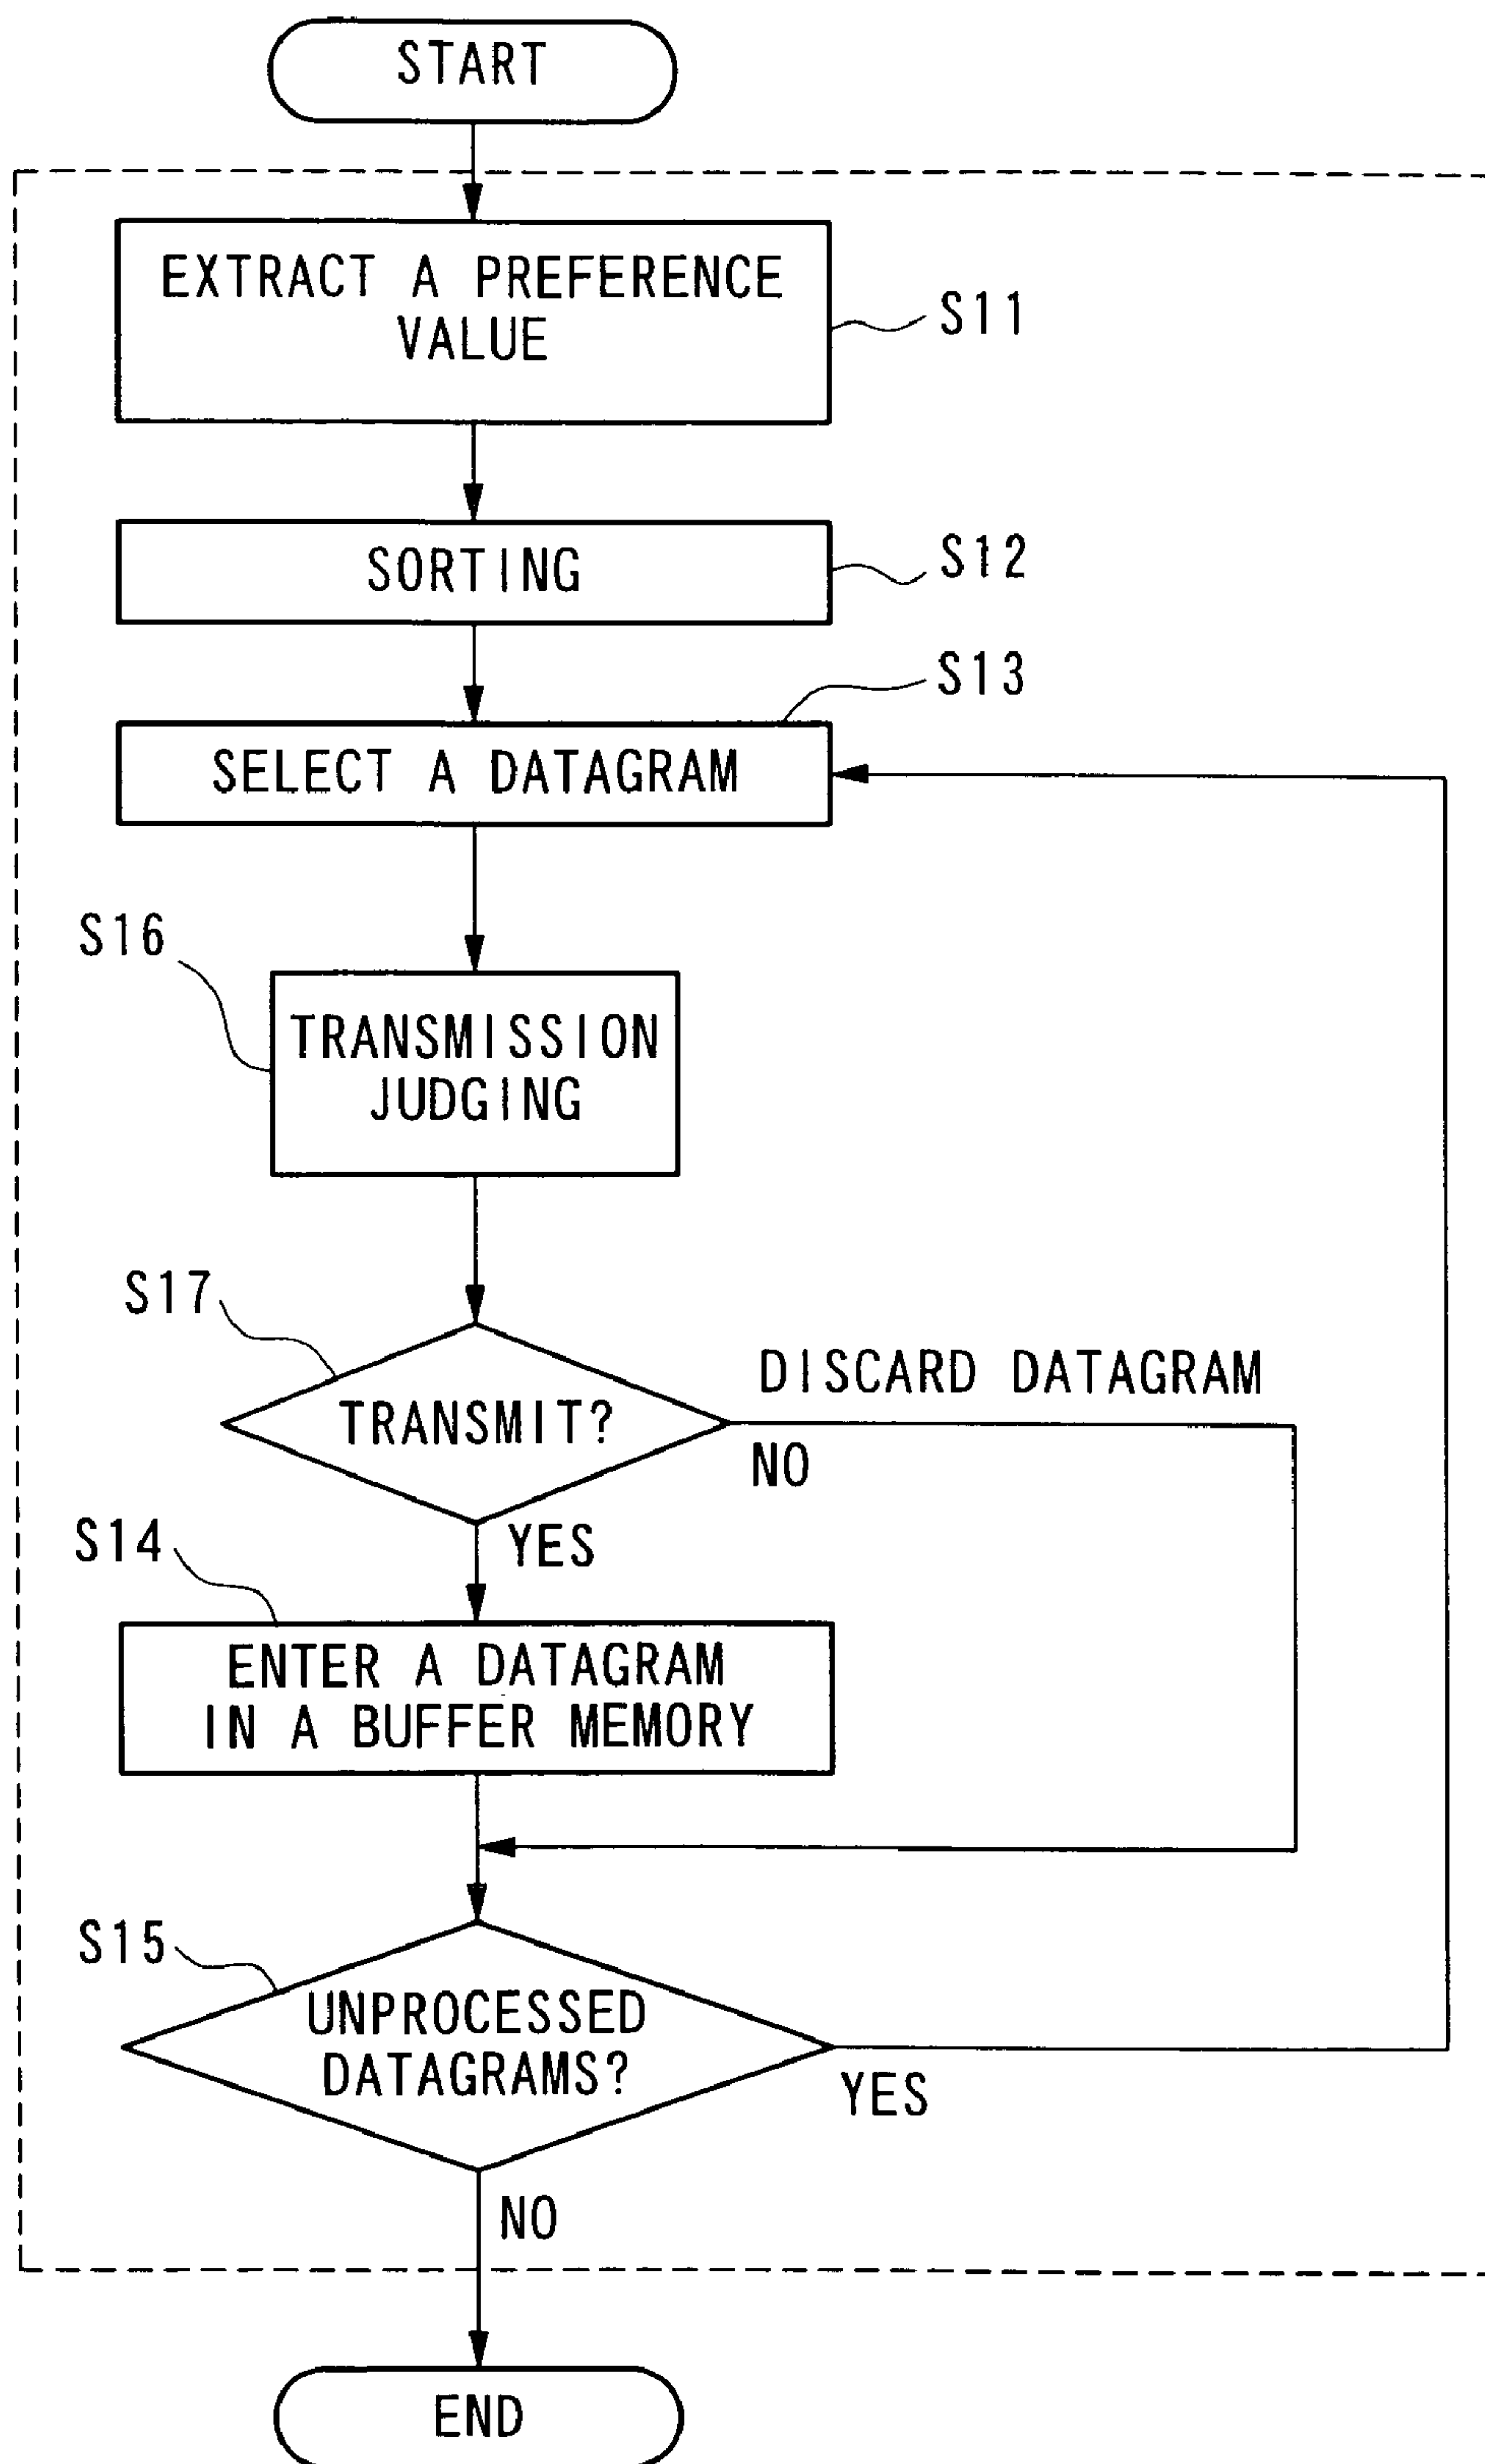 START
EXTRACT A PREFERENCE
VALUE
S11
SORTING
S12
S13
SELECT A DATAGRAM
S16
TRANSMISSION
JUDGING
S17
DISCARD DATAGRAM
TRANSMIT?
NO
YES
S14
ENTER A DATAGRAM
IN A BUFFER MEMORY
S15
UNPROCESSED
DATAGRAMS?
YES
NO
END